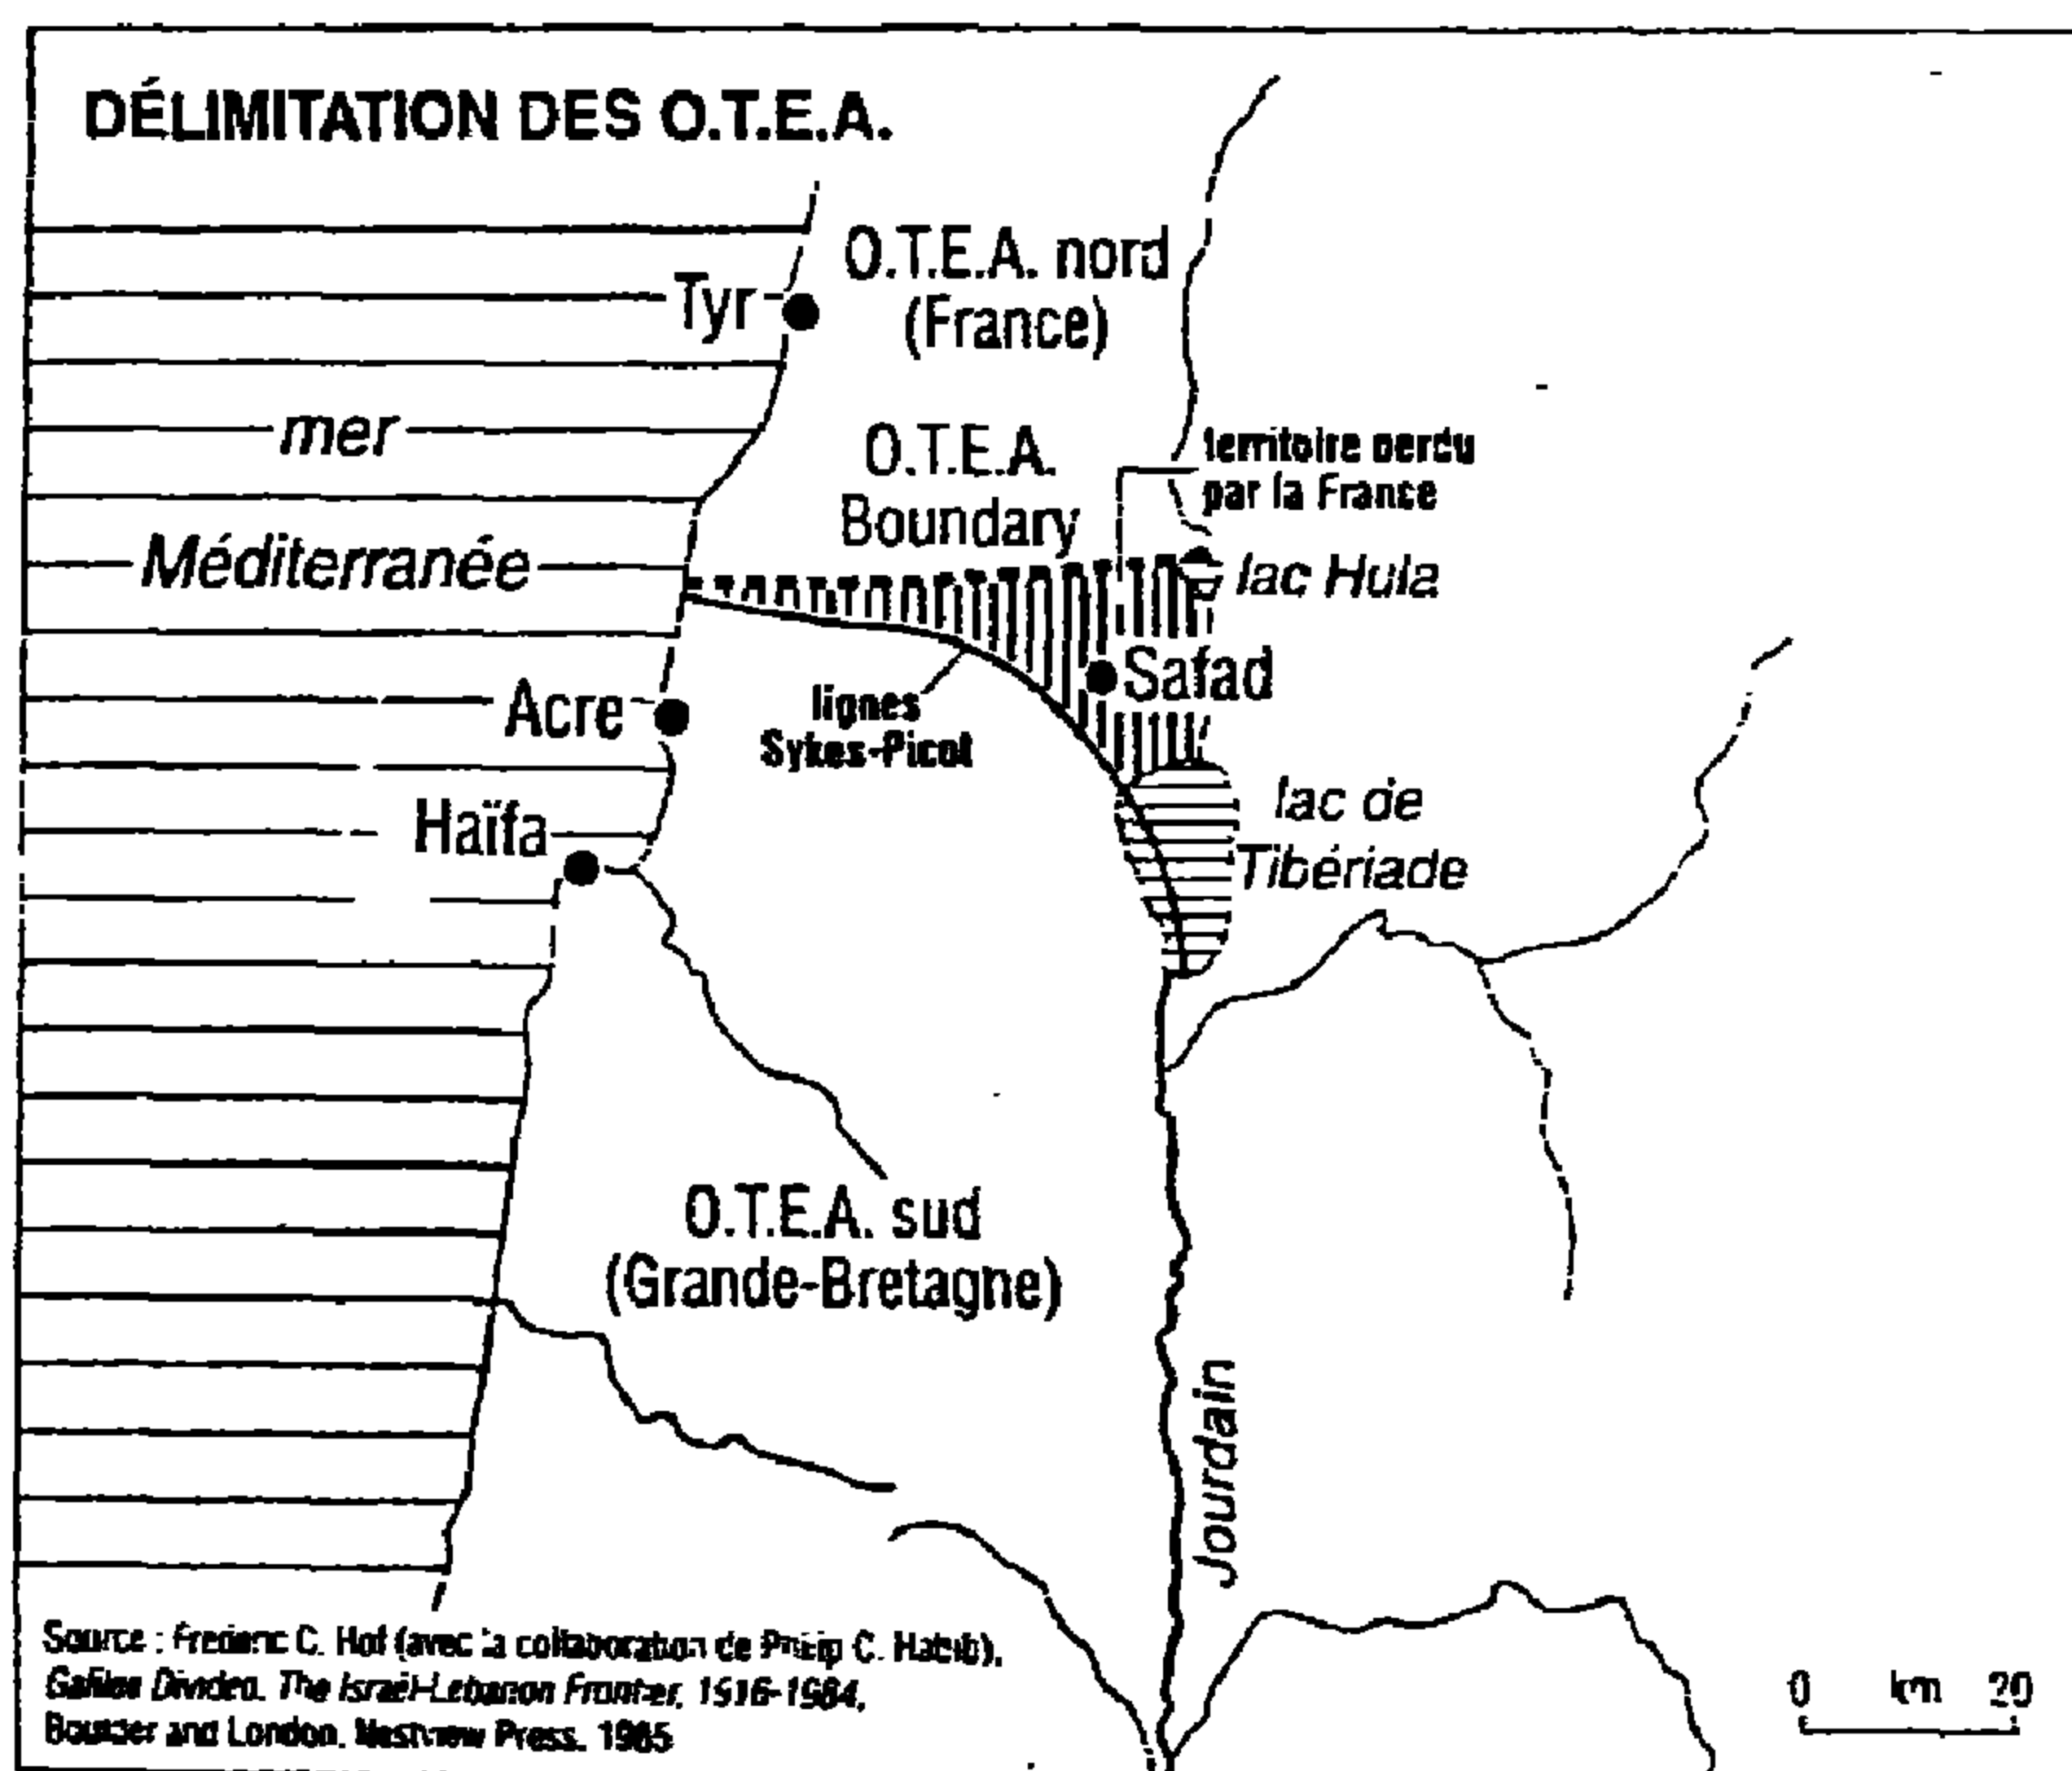 DÉLIMITATION DES O.T.E.A.
O.T.E.A. nord
(France)
Tyr
mer
Méditerranée
O.T.E.A.
Boundary
territoire perdu
par la France
lac Hula
Safad
lignes
Sykes-Picot
Acre
Haïfa
lac de
Tibériade
O.T.E.A. sud
(Grande-Bretagne)
Jourdain
Source : Frederic C. Hof (avec la collaboration de Philip C. Habib).
Galilee Divided. The Israel-Lebanon Frontier, 1916-1984,
Boulder and London. Westview Press. 1985
0 km 20